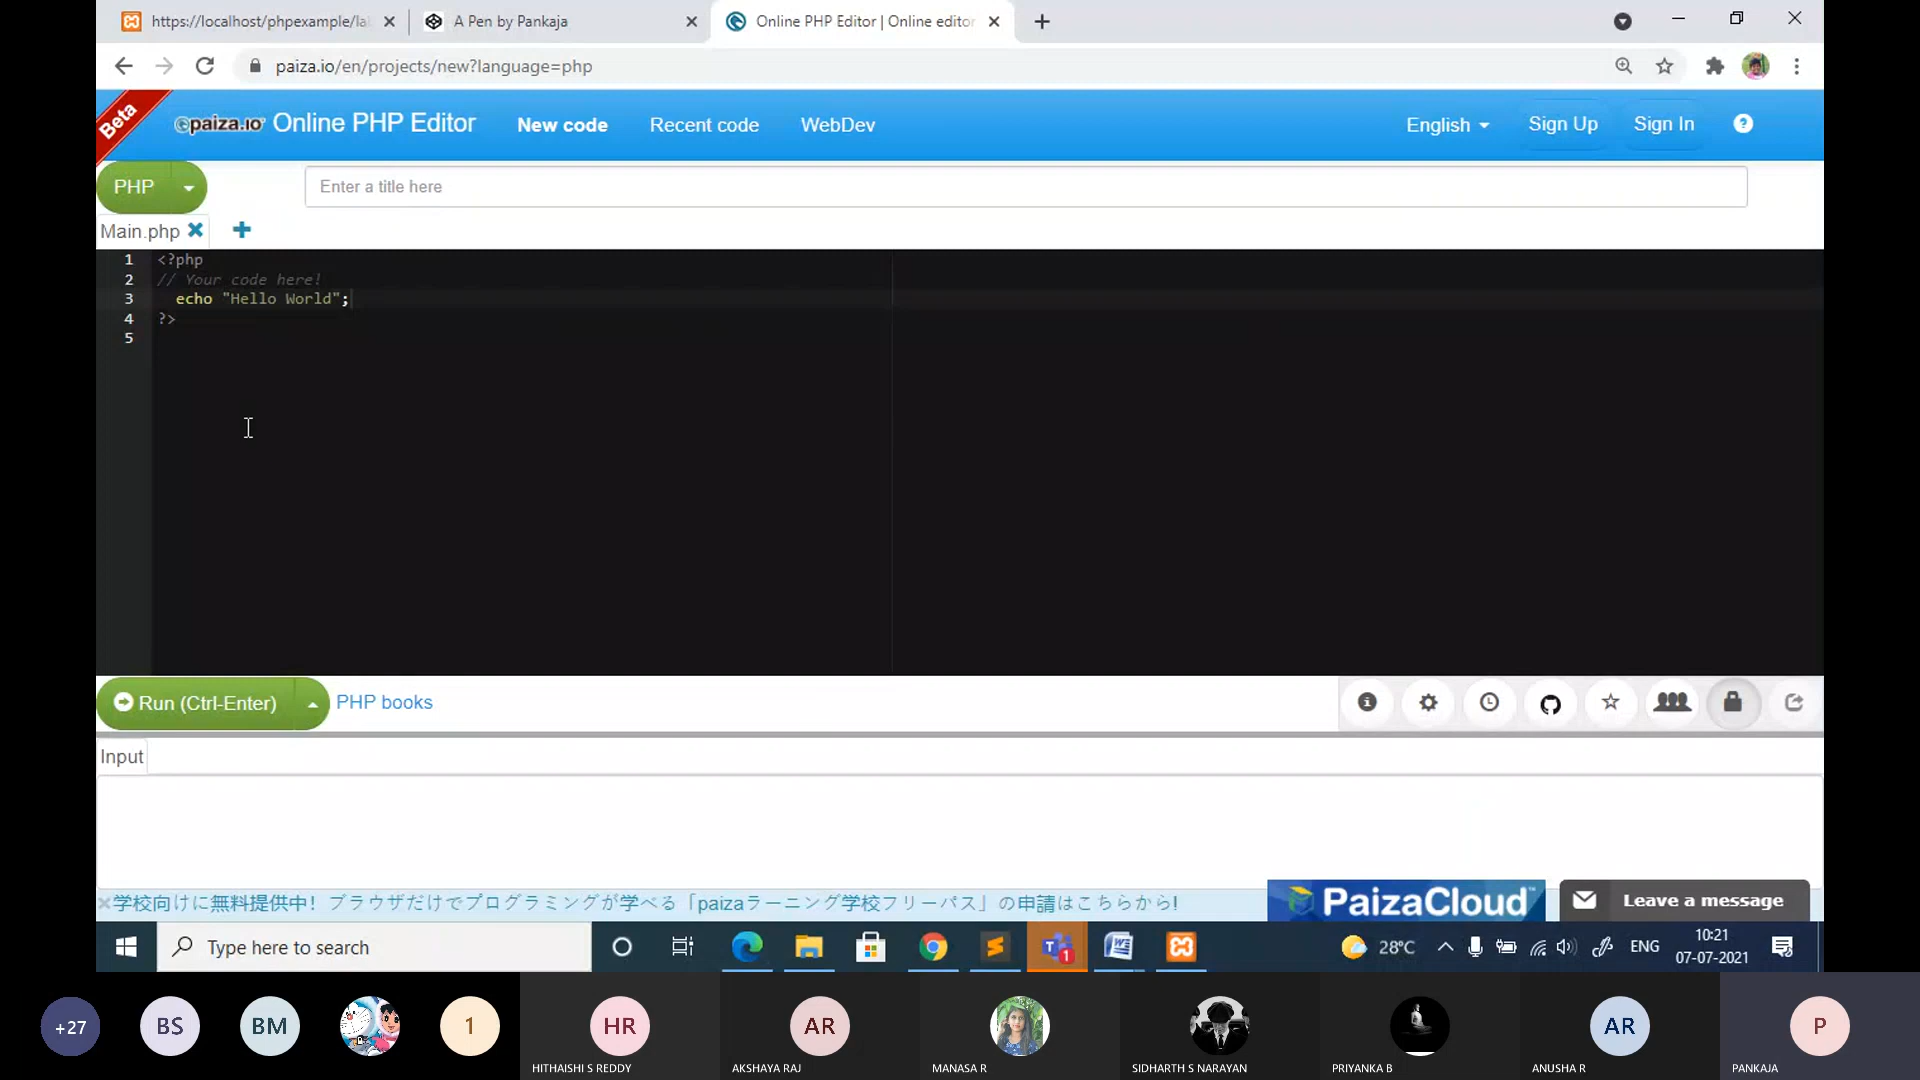 https://localhost/phpexample/la
A Pen by Pankaja
Online PHP Editor | Online editor
paiza.io/en/projects/new?language=php
Beta
paiza.io Online PHP Editor
New code
Recent code
WebDev
English
Sign Up
Sign In
PHP
Enter a title here
Main.php
1 <?php
2 // Your code here!
3 echo "Hello World";
4 ?>
5
Run (Ctrl-Enter)
PHP books
Input
学校向けに無料提供中! ブラウザだけでプログラミングが学べる「paizaラーニング学校フリーパス」の申請はこちらから!
PaizaCloud
Leave a message
Type here to search
1
28°C
ENG
10:21
07-07-2021
+27
BS
BM
1
HR
AR
AR
P
HITHAISHI S REDDY
AKSHAYA RAJ
MANASA R
SIDHARTH S NARAYAN
PRIYANKA B
ANUSHA R
PANKAJA